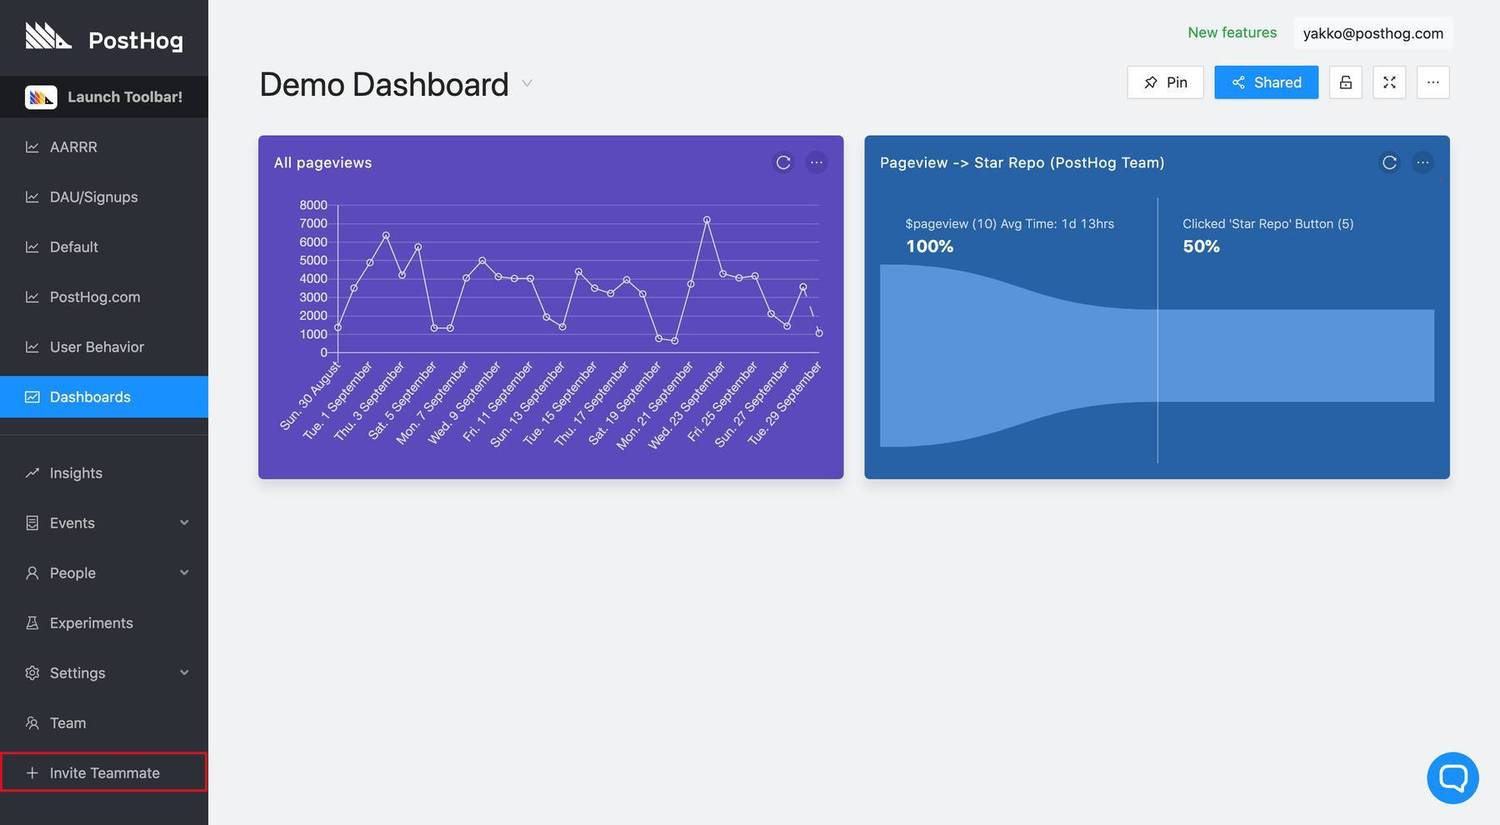 PostHog
Launch Toolbar!
AARRR
DAU/Signups
Default
PostHog.com
User Behavior
Dashboards
Insights
Events
People
Experiments
Settings
Team
Invite Teammate
New features
yakko@posthog.com
Demo Dashboard
Pin
Shared
All pageviews
8000
7000
6000
5000
4000
3000
2000
1000
0
Sun. 30 August
Tue. 1 September
Thu. 3 September
Sat. 5 September
Mon. 7 September
Wed. 9 September
Fri. 11 September
Sun. 13 September
Tue. 15 September
Thu. 17 September
Sat. 19 September
Mon. 21 September
Wed. 23 September
Fri. 25 September
Sun. 27 September
Tue. 29 September
Pageview -> Star Repo (PostHog Team)
$pageview (10) Avg Time: 1d 13hrs
100%
Clicked 'Star Repo' Button (5)
50%